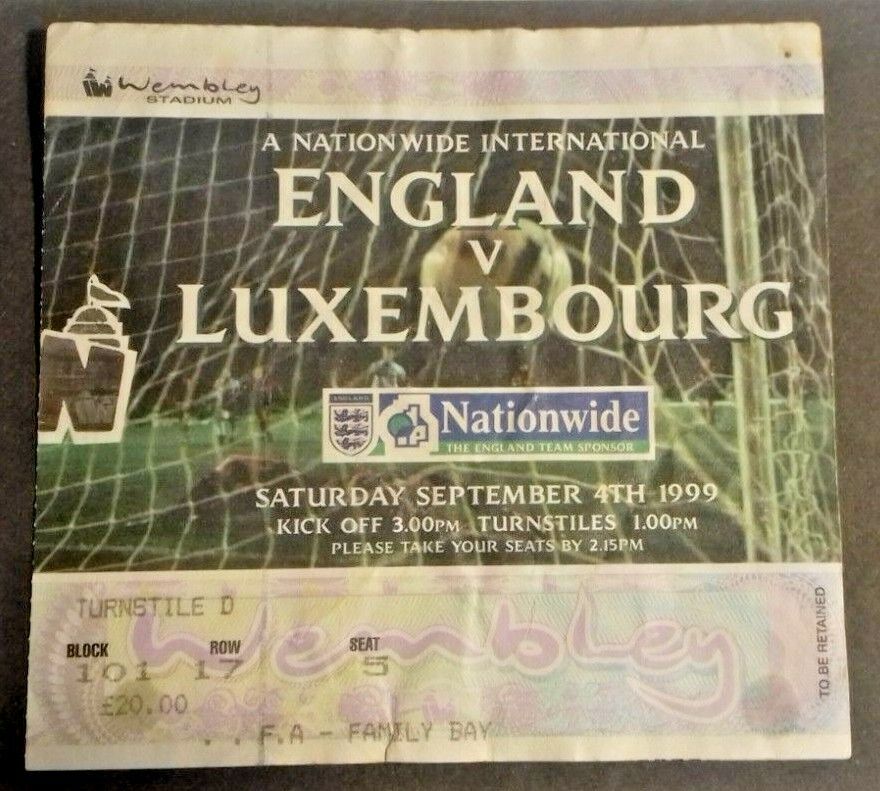 Wembley
STADIUM
A NATIONWIDE INTERNATIONAL
ENGLAND
V
LUXEMBOURG
ENGLAND
Nationwide
THE ENGLAND TEAM SPONSOR
SATURDAY SEPTEMBER 4TH 1999
KICK OFF 3.00PM TURNSTILES 1.00PM
PLEASE TAKE YOUR SEATS BY 2.15PM
TURNSTILE D
Wembley
BLOCK ROW SEAT
101 17 5
£20.00
. . F.A - FAMILY BAY
TO BE RETAINED